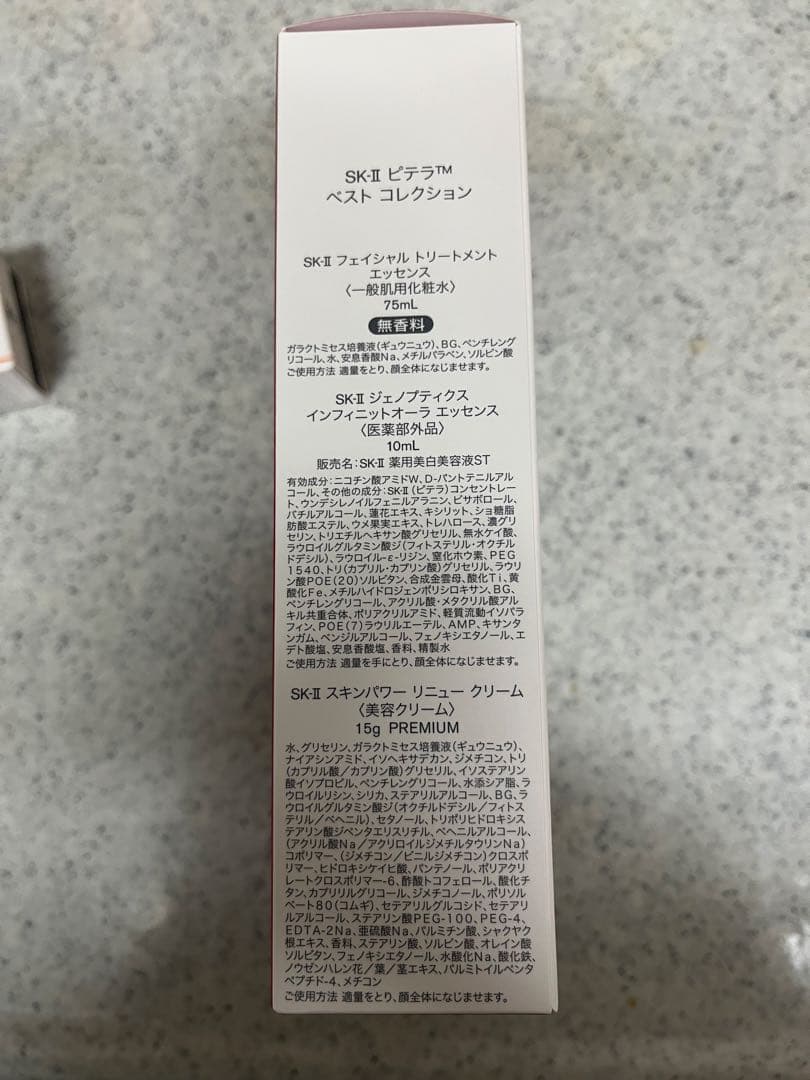 SK-Ⅱ ピテラ™
ベスト コレクション
SK-Ⅱ フェイシャル トリートメント
エッセンス
〈一般肌用化粧水〉
75mL
無香料
ガラクトミセス培養液(ギュウニュウ)、BG、ペンチレング
リコール、水、安息香酸Na、メチルパラベン、ソルビン酸
ご使用方法 適量をとり、顔全体になじませます。
SK-Ⅱ ジェノプティクス
インフィニットオーラ エッセンス
〈医薬部外品〉
10mL
販売名：SK-Ⅱ 薬用美白美容液ST
有効成分：ニコチン酸アミドW、D-パントテニルアル
コール、その他の成分：SK-Ⅱ(ピテラ)コンセントレー
ト、ウンデシレノイルフェニルアラニン、ビサボロール、
バチルアルコール、蓮花エキス、キシリット、ショ糖脂
肪酸エステル、ウメ果実エキス、トレハロース、濃グリ
セリン、トリエチルヘキサン酸グリセリル、無水ケイ酸、
ラウロイルグルタミン酸ジ(フィトステリル・オクチル
ドデシル)、ラウロイル-ε-リジン、窒化ホウ素、PEG
1540、トリ(カプリル・カプリン酸)グリセリル、ラウリ
ン酸POE(20)ソルビタン、合成金雲母、酸化Ti、黄
酸化Fe、メチルハイドロジェンポリシロキサン、BG、
ペンチレングリコール、アクリル酸・メタクリル酸アル
キル共重合体、ポリアクリルアミド、軽質流動イソパラ
フィン、POE(7)ラウリルエーテル、AMP、キサンタ
ンガム、ベンジルアルコール、フェノキシエタノール、エ
デト酸塩、安息香酸塩、香料、精製水
ご使用方法 適量を手にとり、顔全体になじませます。
SK-Ⅱ スキンパワー リニュー クリーム
〈美容クリーム〉
15g PREMIUM
水、グリセリン、ガラクトミセス培養液(ギュウニュウ)、
ナイアシンアミド、イソヘキサデカン、ジメチコン、トリ
(カプリル酸／カプリン酸)グリセリル、イソステアリン
酸イソプロピル、ペンチレングリコール、水添シア脂、ラ
ウロイルリシン、シリカ、ステアリルアルコール、BG、ラ
ウロイルグルタミン酸ジ(オクチルドデシル／フィトス
テリル／ベヘニル)、セタノール、トリポリヒドロキシス
テアリン酸ジペンタエリスリチル、ベヘニルアルコール、
(アクリル酸Na／アクリロイルジメチルタウリンNa)
コポリマー、(ジメチコン／ビニルジメチコン)クロスポ
リマー、ヒドロキシケイヒ酸、パンテノール、ポリアクリ
レートクロスポリマー-6、酢酸トコフェロール、酸化チ
タン、カプリリルグリコール、ジメチコノール、ポリソル
ベート80(コムギ)、セテアリルグルコシド、セテアリ
ルアルコール、ステアリン酸PEG-100、PEG-4、
EDTA-2Na、亜硫酸Na、パルミチン酸、シャクヤク
根エキス、香料、ステアリン酸、ソルビン酸、オレイン酸
ソルビタン、フェノキシエタノール、水酸化Na、酸化鉄、
ノウゼンハレン花／葉／茎エキス、パルミトイルペンタ
ペプチド-4、メチコン
ご使用方法 適量をとり、顔全体になじませます。